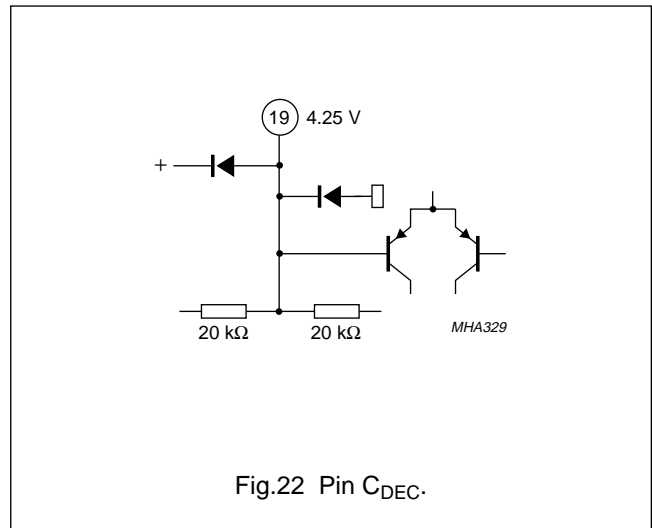 19 4.25 V
+
20 kΩ 20 kΩ
MHA329
Fig.22 Pin CDEC.